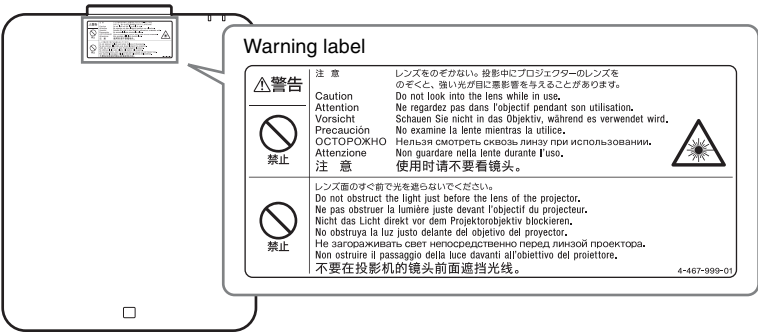 Warning label
警告
注 意 レンズをのぞかない。投影中にプロジェクターのレンズを
のぞくと、強い光が目に悪影響を与えることがあります。
Caution Do not look into the lens while in use.
Attention Ne regardez pas dans l'objectif pendant son utilisation.
Vorsicht Schauen Sie nicht in das Objektiv, während es verwendet wird.
Precaución No examine la lente mientras la utilice.
ОСТОРОЖНО Нельзя смотреть сквозь линзу при использовании.
Attenzione Non guardare nella lente durante l'uso.
注 意 使用时请不要看镜头。
禁止
レンズ面のすぐ前で光を遮らないでください。
Do not obstruct the light just before the lens of the projector.
Ne pas obstruer la lumière juste devant l'objectif du projecteur.
Nicht das Licht direkt vor dem Projektorobjektiv blockieren.
No obstruya la luz justo delante del objetivo del proyector.
Не загораживать свет непосредственно перед линзой проектора.
Non ostruire il passaggio della luce davanti all'obiettivo del proiettore.
不要在投影机的镜头前面遮挡光线。
禁止
4-467-999-01